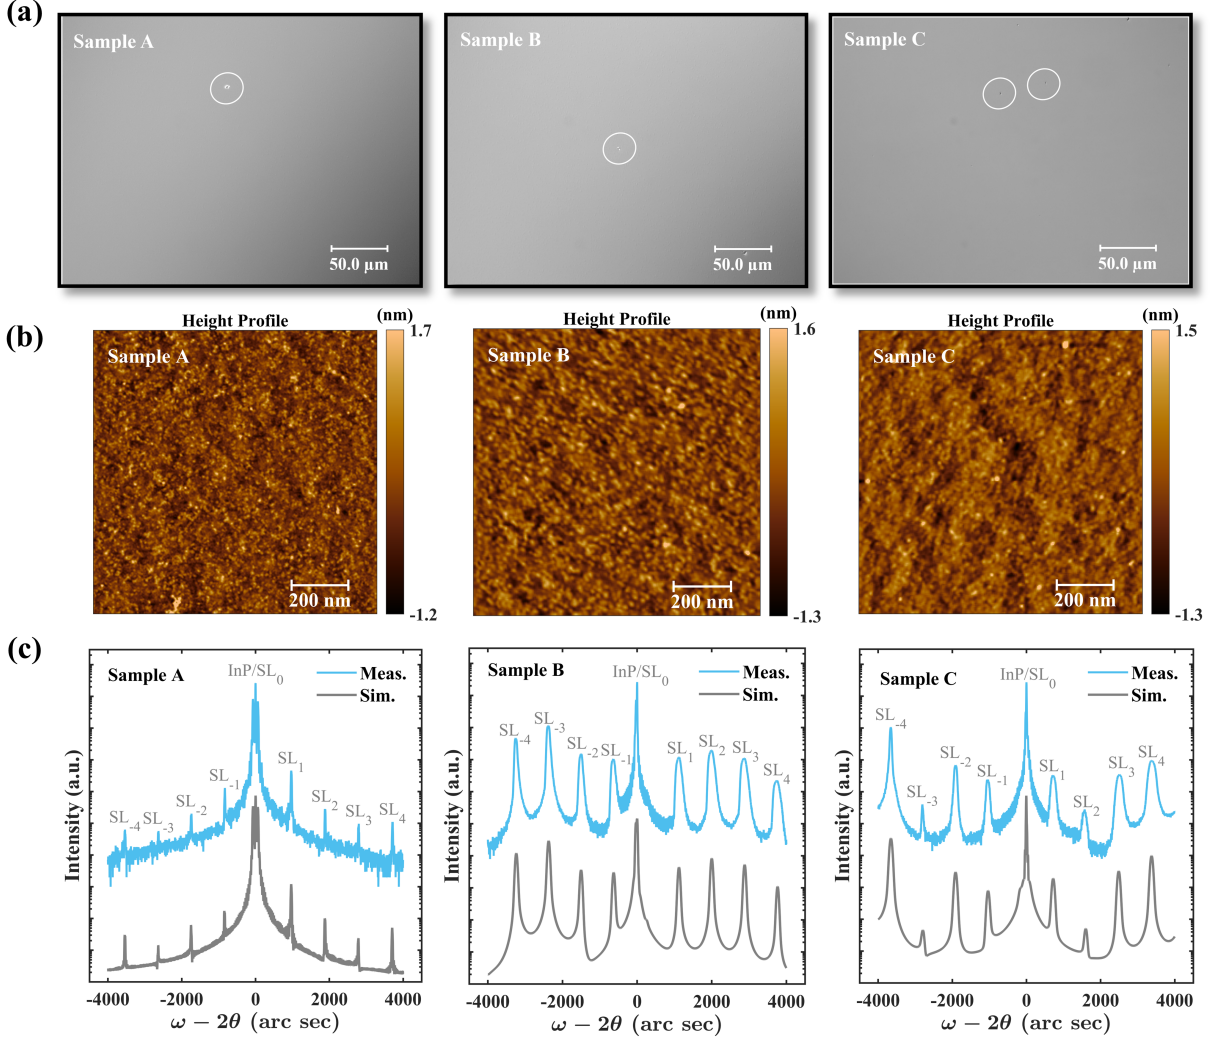 (a)
Sample A
50.0 µm
Sample B
50.0 µm
Sample C
50.0 µm
(b)
Height Profile
(nm)
1.7
Sample A
200 nm
-1.2
Height Profile
(nm)
1.6
Sample B
200 nm
-1.3
Height Profile
(nm)
1.5
Sample C
200 nm
-1.3
(c)
Sample A
InP/SL0
Meas.
Sim.
SL-4
SL-3
SL-2
SL-1
SL1
SL2
SL3
SL4
Intensity (a.u.)
-4000 -2000 0 2000 4000
ω − 2θ (arc sec)
Sample B
InP/SL0
Meas.
Sim.
SL-4
SL-3
SL-2
SL-1
SL1
SL2
SL3
SL4
Intensity (a.u.)
-4000 -2000 0 2000 4000
ω − 2θ (arc sec)
Sample C
InP/SL0
Meas.
Sim.
SL-4
SL-3
SL-2
SL-1
SL1
SL2
SL3
SL4
Intensity (a.u.)
-4000 -2000 0 2000 4000
ω − 2θ (arc sec)